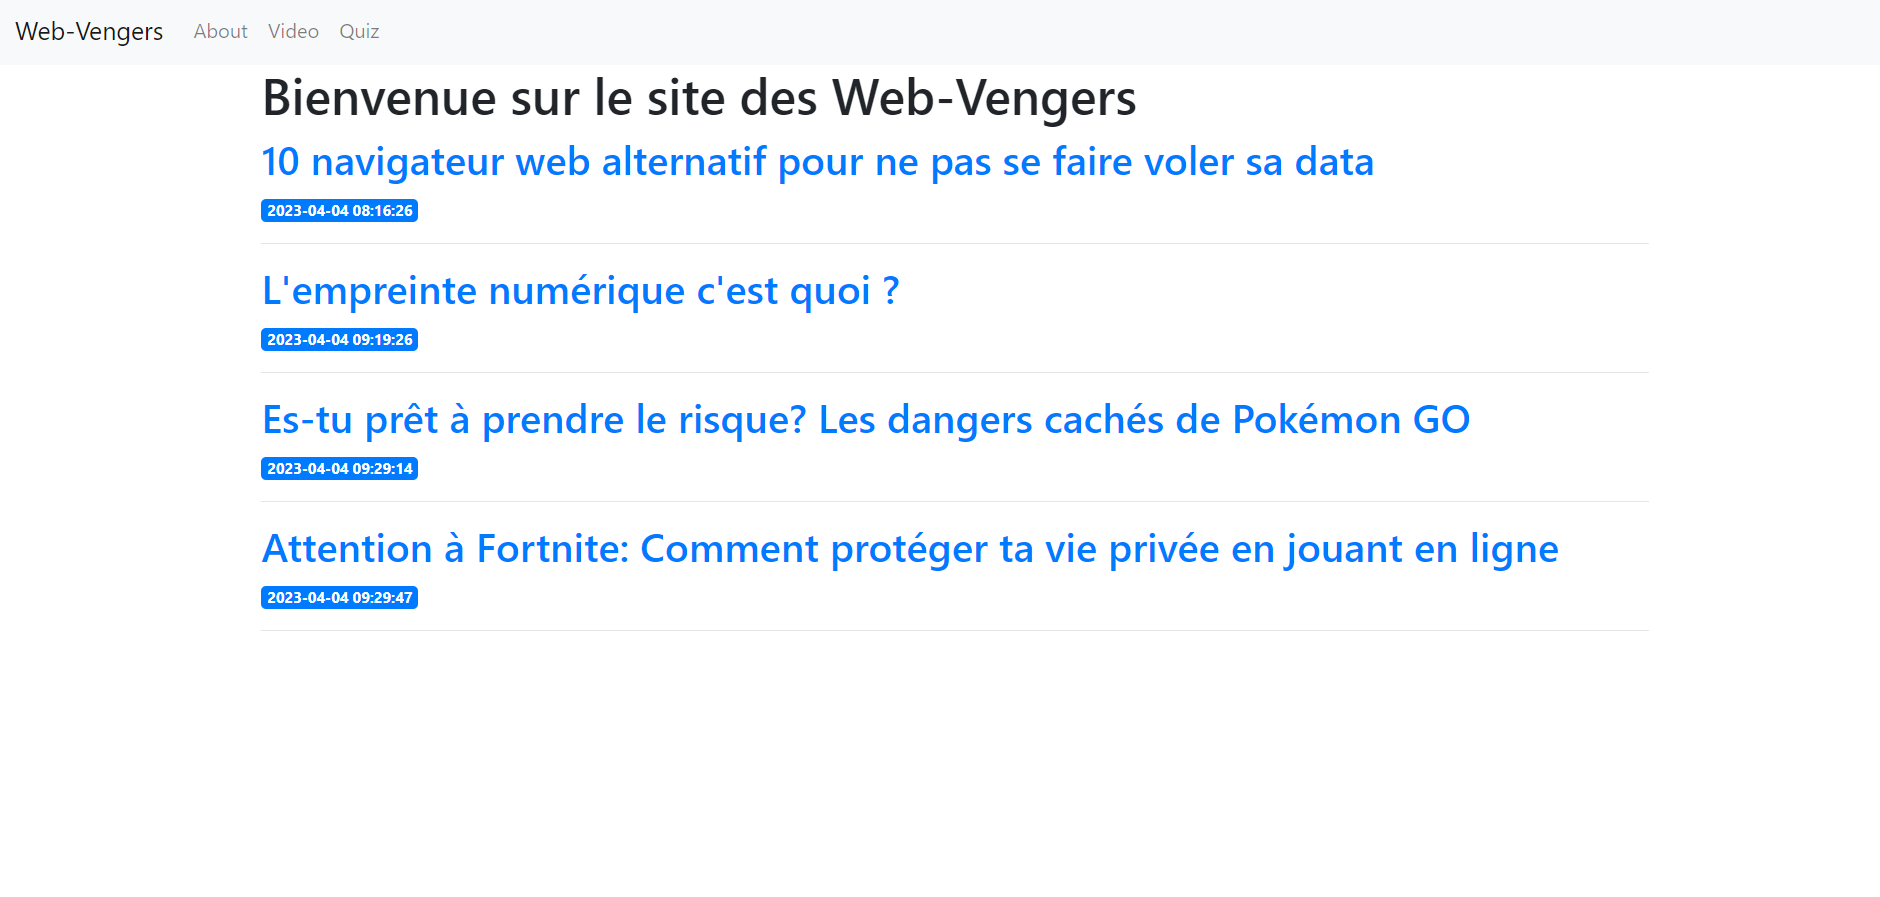 Web-Vengers About Video Quiz
Bienvenue sur le site des Web-Vengers
10 navigateur web alternatif pour ne pas se faire voler sa data
2023-04-04 08:16:26
L'empreinte numérique c'est quoi ?
2023-04-04 09:19:26
Es-tu prêt à prendre le risque? Les dangers cachés de Pokémon GO
2023-04-04 09:29:14
Attention à Fortnite: Comment protéger ta vie privée en jouant en ligne
2023-04-04 09:29:47